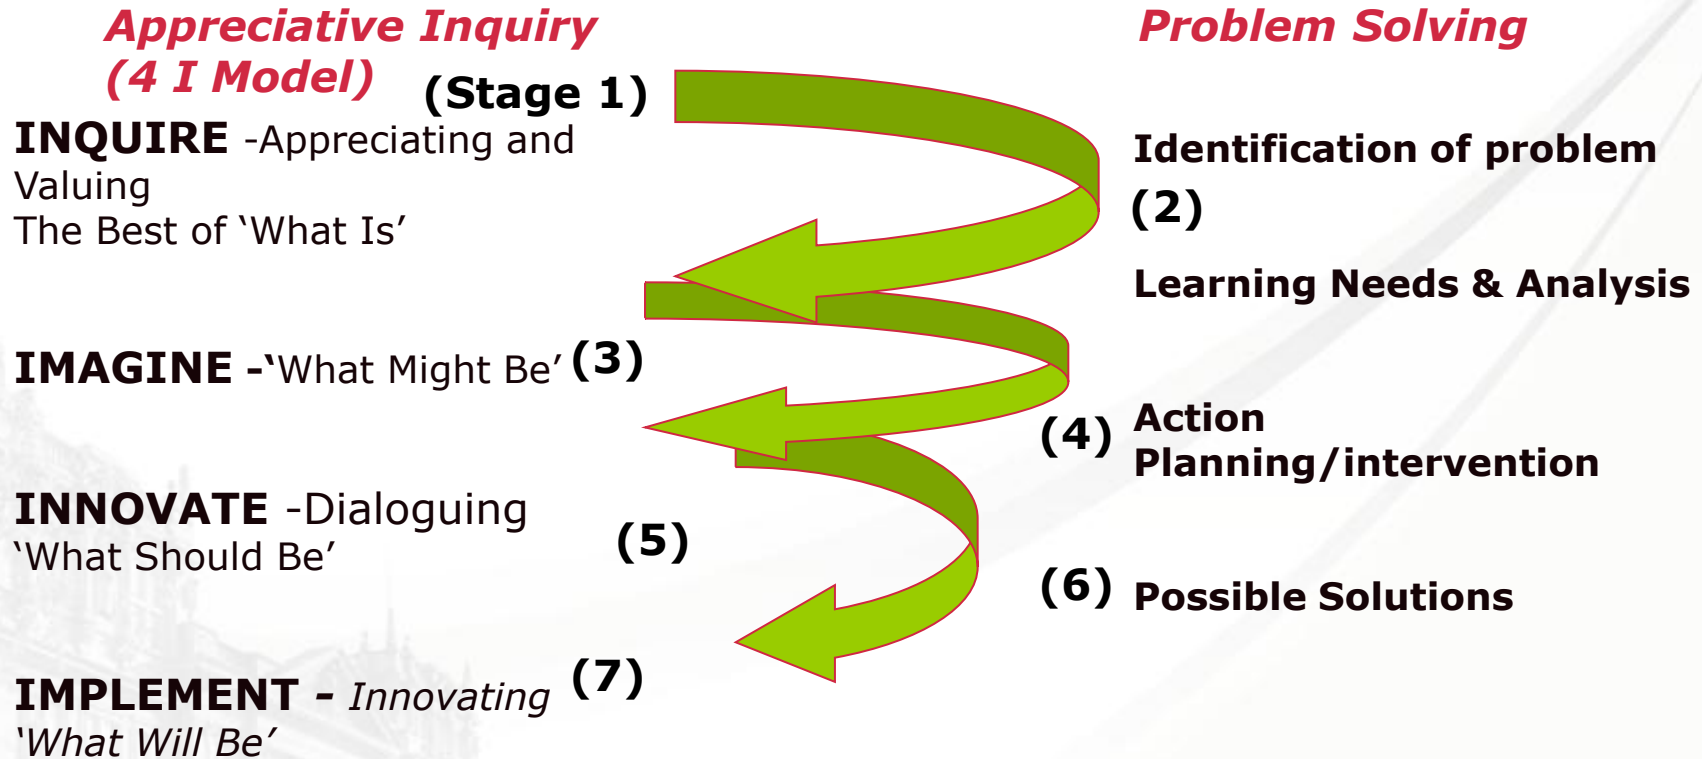 Appreciative Inquiry
(4 I Model)
(Stage 1)
INQUIRE -Appreciating and
Valuing
The Best of ‘What Is’
IMAGINE -‘What Might Be’ (3)
INNOVATE -Dialoguing
‘What Should Be’
(5)
IMPLEMENT - Innovating (7)
‘What Will Be’
Problem Solving
Identification of problem
(2)
Learning Needs & Analysis
(4) Action
Planning/intervention
(6) Possible Solutions